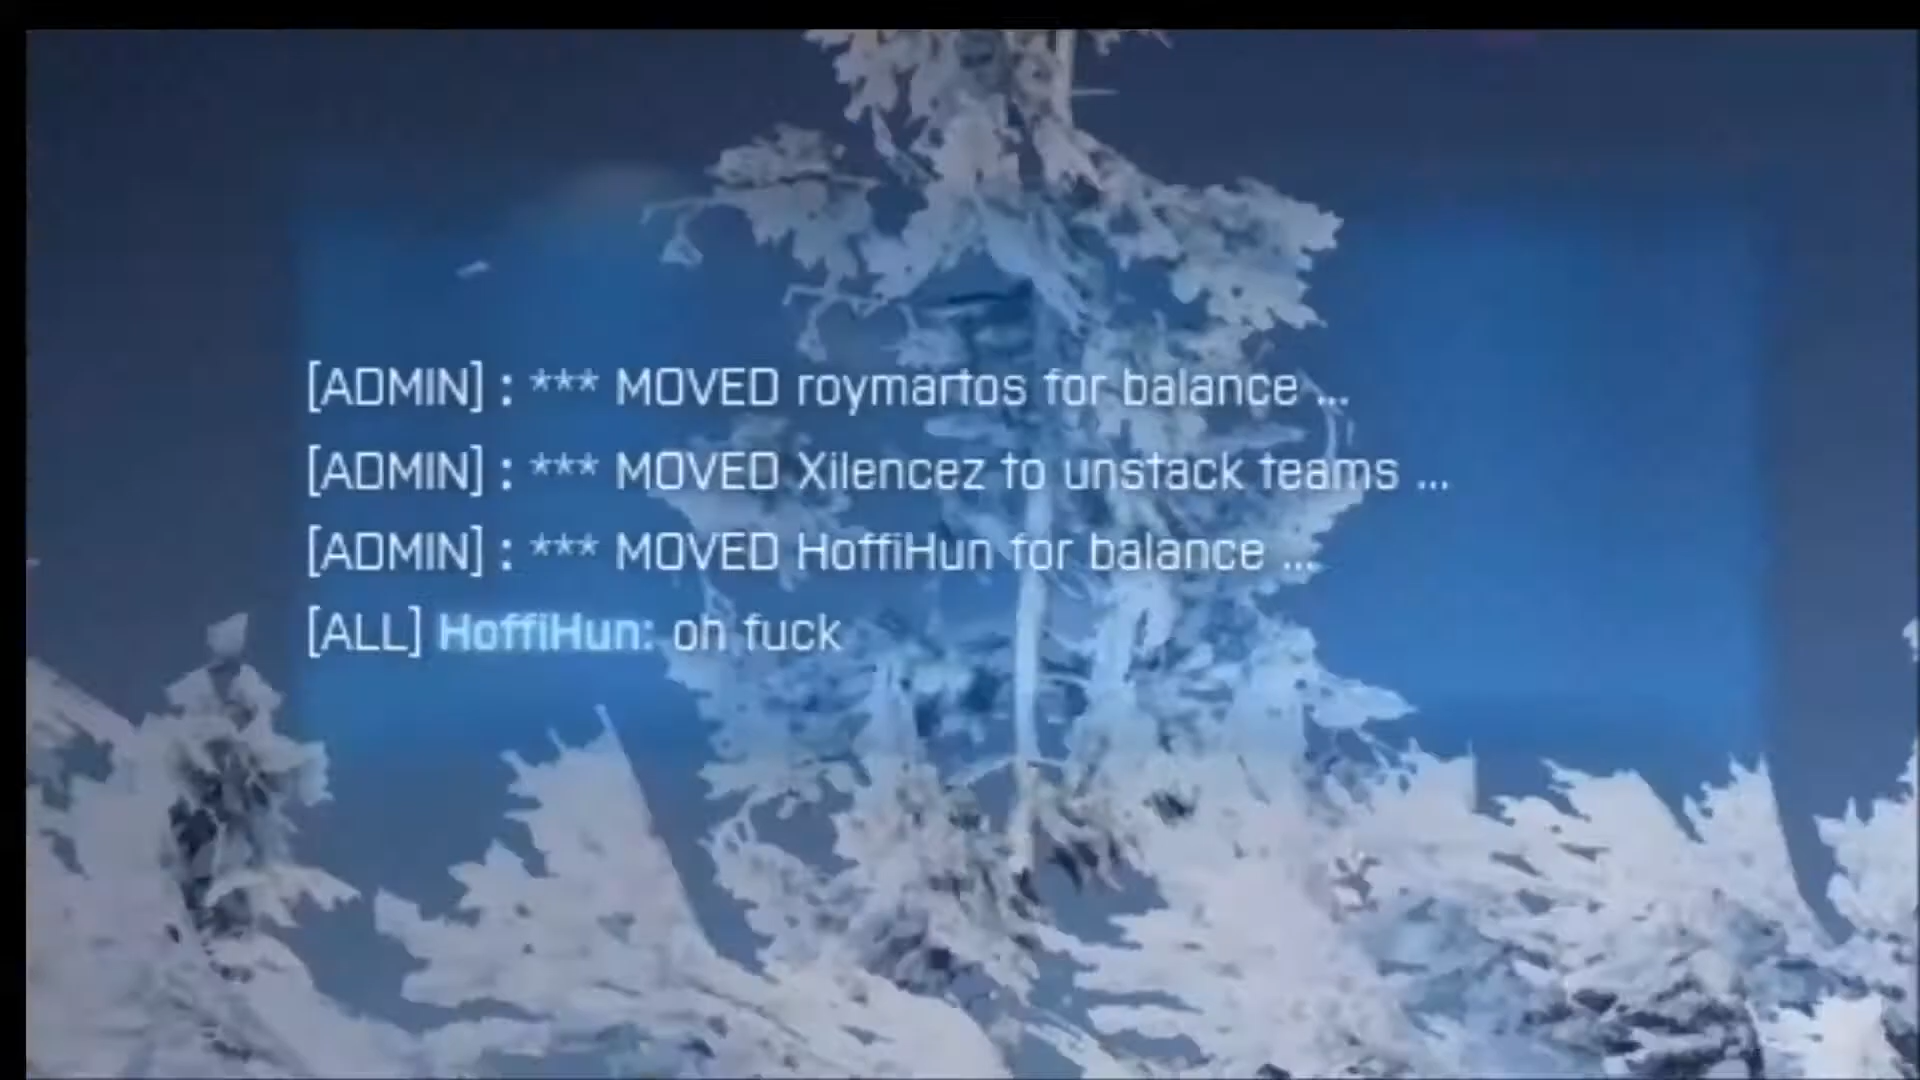 [ADMIN] : *** MOVED roymartos for balance ...
[ADMIN] : *** MOVED Xilencez to unstack teams ...
[ADMIN] : *** MOVED HoffiHun for balance ...
[ALL] HoffiHun: oh fuck